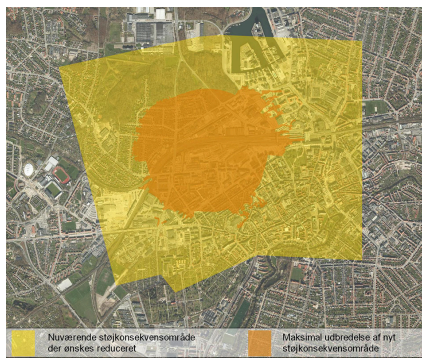 Nuværende støjkonsekvensområde
der ønskes reduceret
Maksimal udbredelse af nyt
støjkonsekvensområde